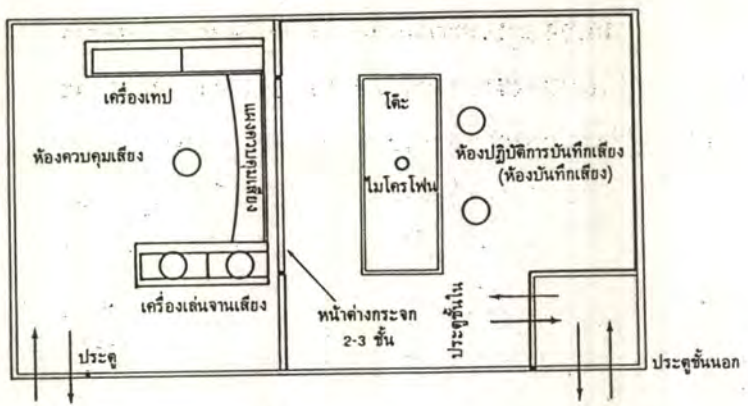 เครื่องเทป
ห้องควบคุมเสียง
แผงควบคุมเสียง
เครื่องเล่นจานเสียง
ประตู
โต๊ะ
ไมโครโฟน
ห้องปฏิบัติการบันทึกเสียง
(ห้องบันทึกเสียง)
หน้าต่างกระจก
2-3 ชั้น
ประตูชั้นใน
ประตูชั้นนอก